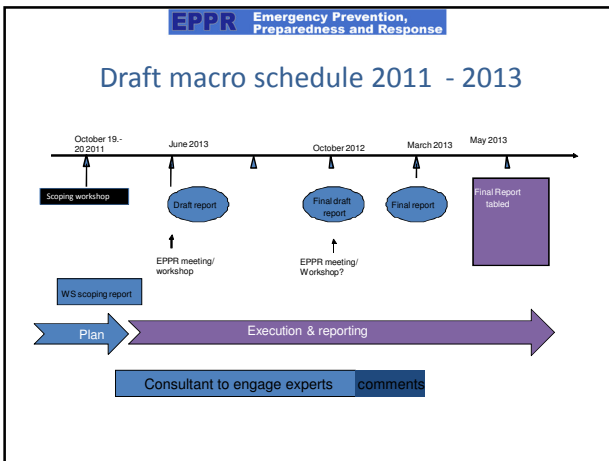 EPPR Emergency Prevention,
Preparedness and Response
Draft macro schedule 2011 - 2013
October 19.-
20 2011
June 2013
October 2012
March 2013
May 2013
Scoping workshop
Draft report
Final draft
report
Final report
Final Report
tabled
EPPR meeting/
workshop
EPPR meeting/
Workshop?
WS scoping report
Plan
Execution & reporting
Consultant to engage experts
comments